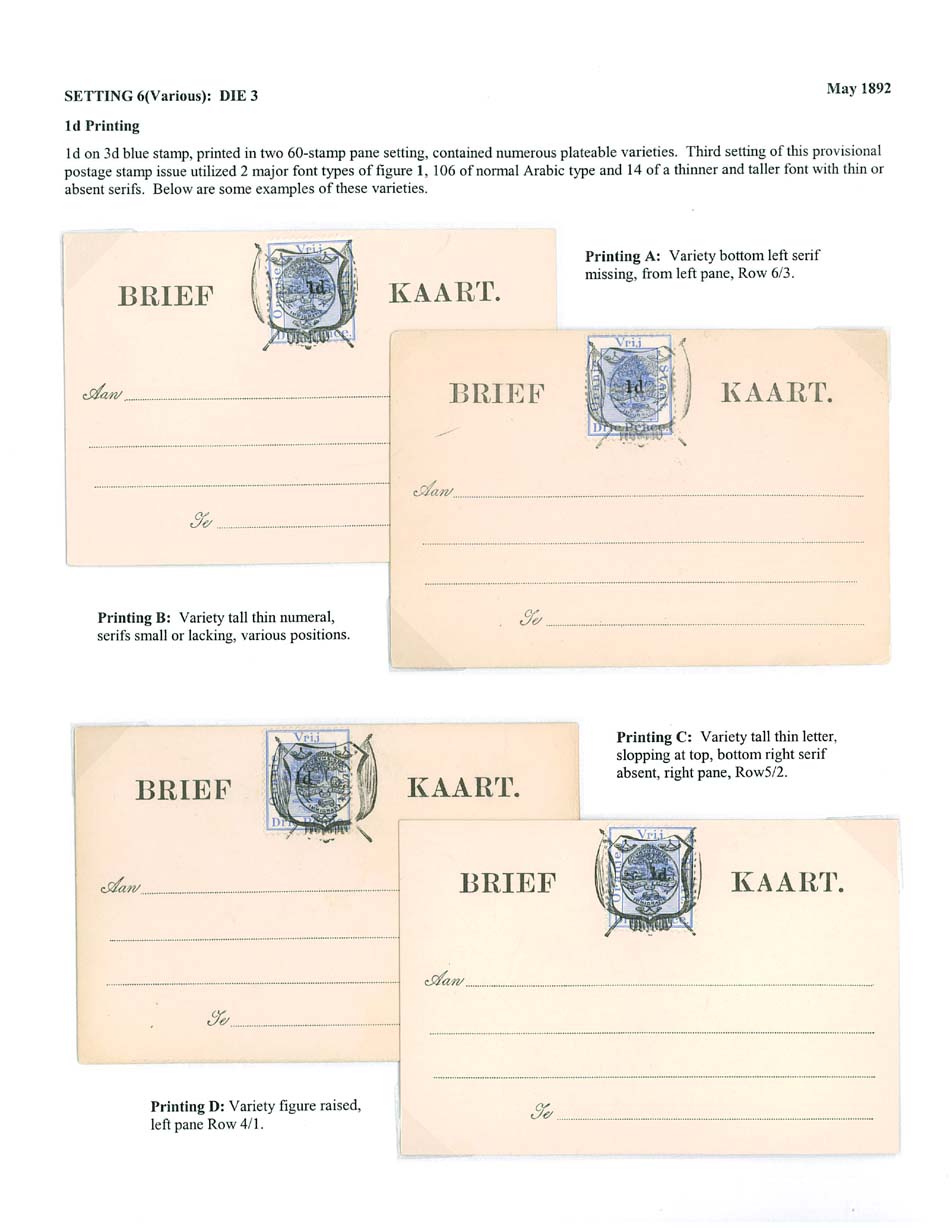 May 1892
SETTING 6(Various): DIE 3
1d Printing
1d on 3d blue stamp, printed in two 60-stamp pane setting, contained numerous plateable varieties. Third setting of this provisional
postage stamp issue utilized 2 major font types of figure 1, 106 of normal Arabic type and 14 of a thinner and taller font with thin or
absent serifs. Below are some examples of these varieties.
Printing A: Variety bottom left serif
missing, from left pane, Row 6/3.
Vrij
1d
BRIEF KAART.
Aan
Te
Vrij
Oranje Staat
1d
Drie Pence.
BRIEF KAART.
Aan
Te
Printing B: Variety tall thin numeral,
serifs small or lacking, various positions.
Printing C: Variety tall thin letter,
slopping at top, bottom right serif
absent, right pane, Row5/2.
Vrij
1d
BRIEF KAART.
Aan
Te
Vrij
1d
BRIEF KAART.
Aan
Te
Printing D: Variety figure raised,
left pane Row 4/1.